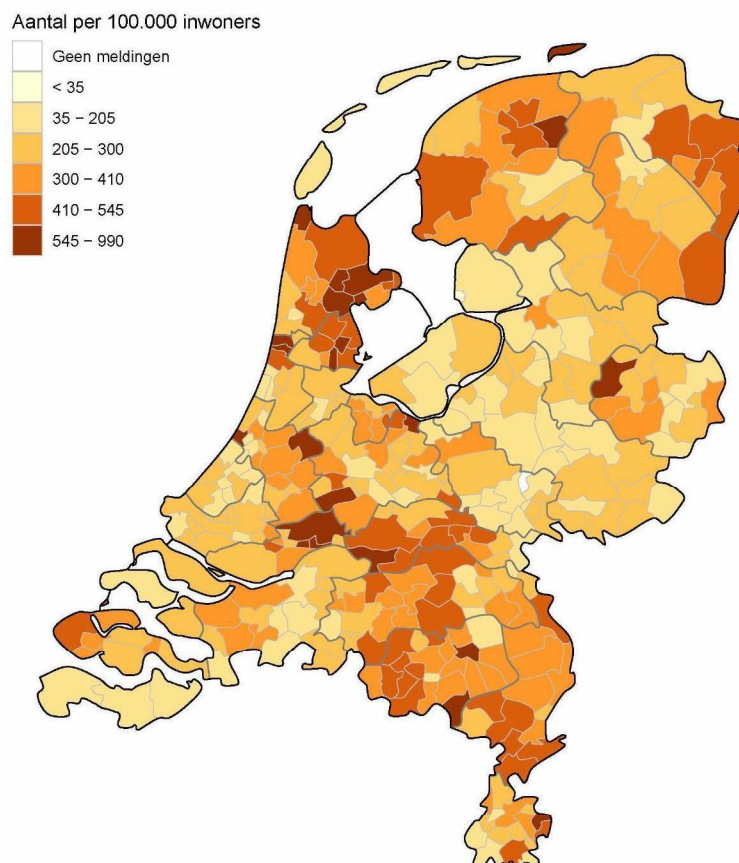 Aantal per 100.000 inwoners
Geen meldingen
< 35
35 – 205
205 – 300
300 – 410
410 – 545
545 – 990